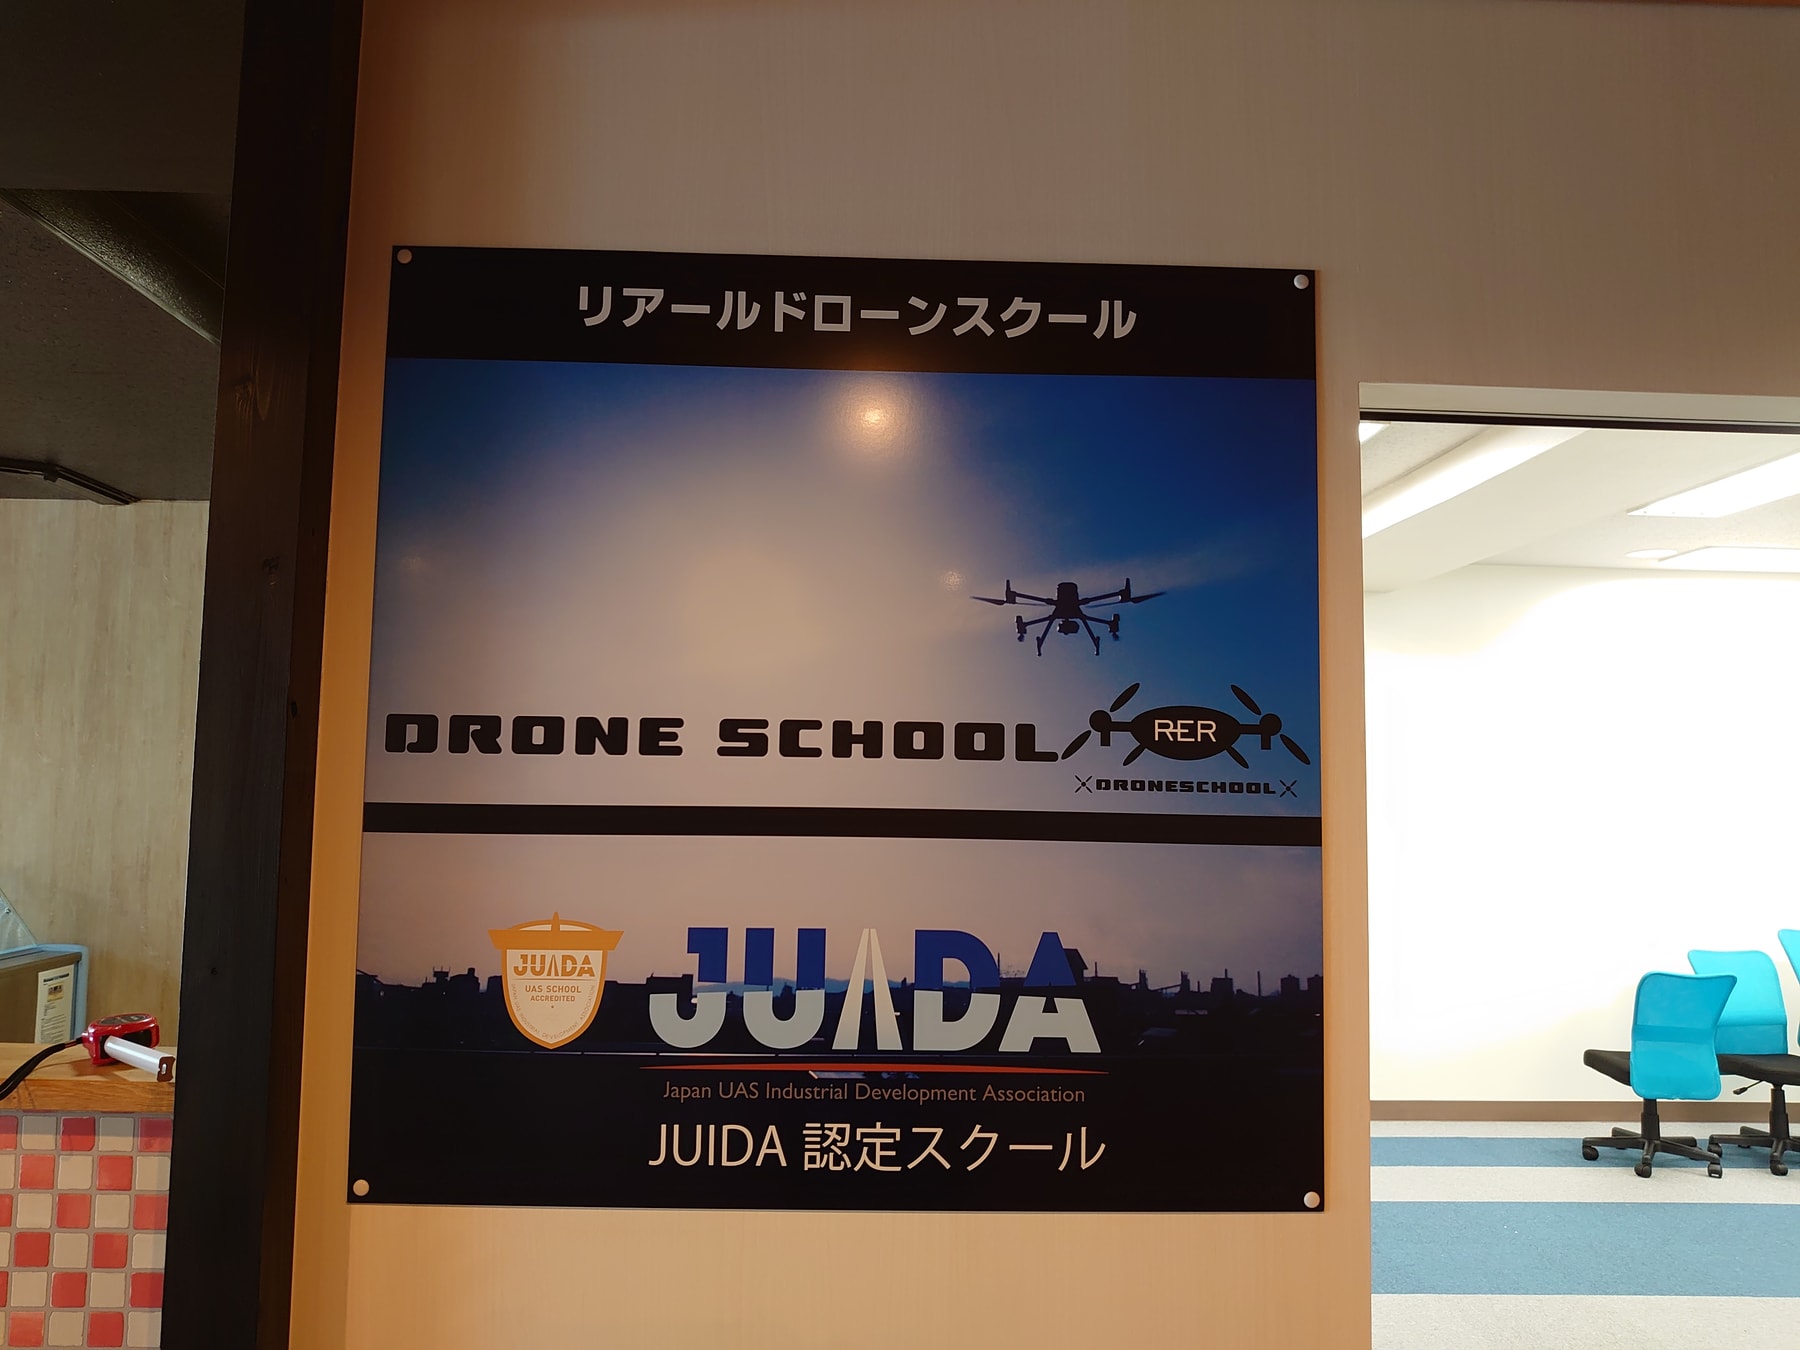 リアールドローンスクール
DRONE SCHOOL
RER
DRONESCHOOL
JUIDA
UAS SCHOOL
ACCREDITED
JUIDA
Japan UAS Industrial Development Association
JUIDA 認定スクール